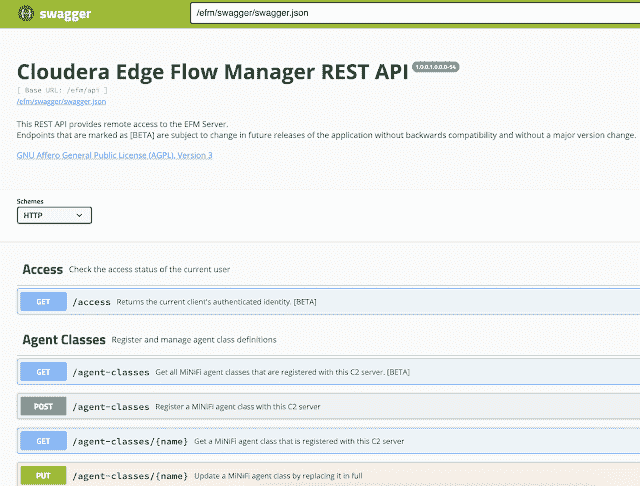 swagger
/efm/swagger/swagger.json
Cloudera Edge Flow Manager REST API 1.0.0.1.0.0.0-54
[ Base URL: /efm/api ]
/efm/swagger/swagger.json
This REST API provides remote access to the EFM Server.
Endpoints that are marked as [BETA] are subject to change in future releases of the application without backwards compatibility and without a major version change.
GNU Affero General Public License (AGPL), Version 3
Schemes
HTTP
Access Check the access status of the current user
GET /access Returns the current client's authenticated identity. [BETA]
Agent Classes Register and manage agent class definitions
GET /agent-classes Get all MiNiFi agent classes that are registered with this C2 server. [BETA]
POST /agent-classes Register a MiNiFi agent class with this C2 server
GET /agent-classes/{name} Get a MiNiFi agent class that is registered with this C2 server
PUT /agent-classes/{name} Update a MiNiFi agent class by replacing it in full